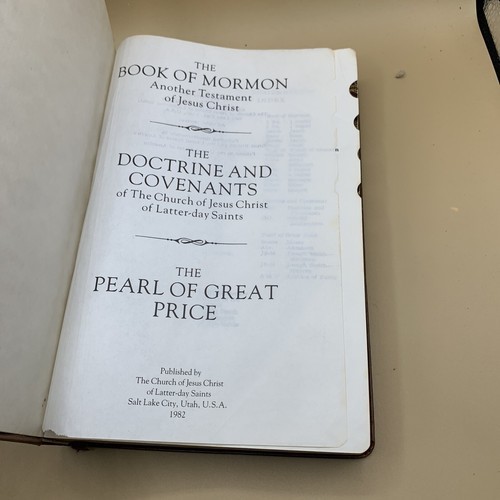 THE
BOOK OF MORMON
Another Testament
of Jesus Christ
THE
DOCTRINE AND
COVENANTS
of The Church of Jesus Christ
of Latter-day Saints
THE
PEARL OF GREAT
PRICE
Published by
The Church of Jesus Christ
of Latter-day Saints
Salt Lake City, Utah, U.S.A.
1982